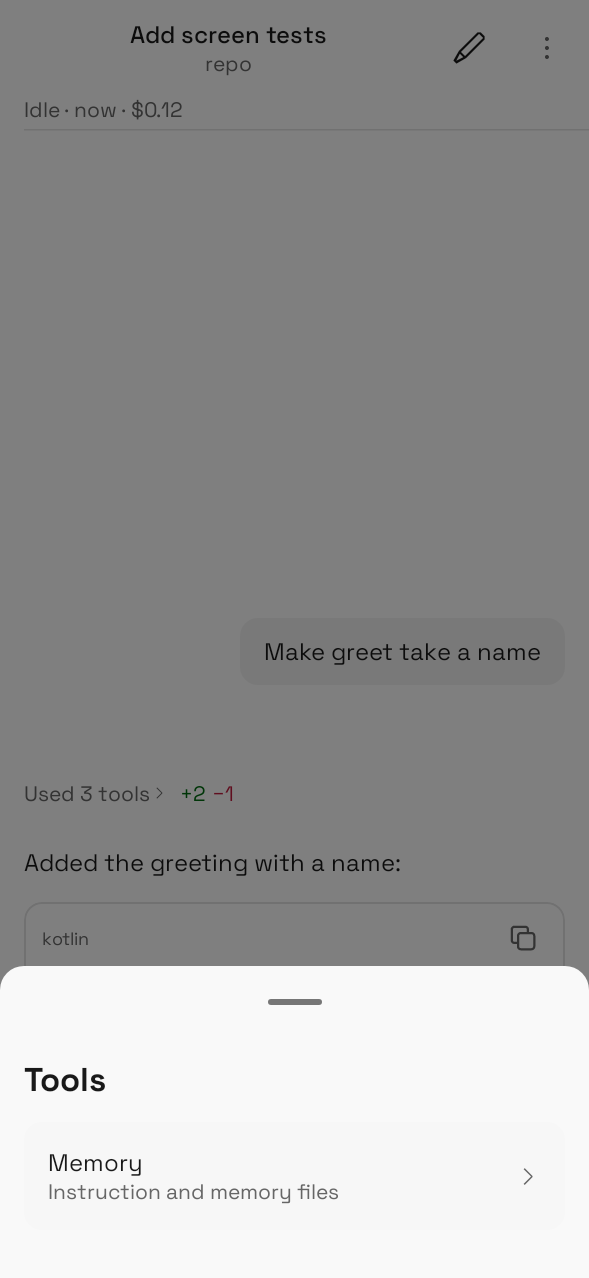 Add screen tests
repo
Idle · now · $0.12
Make greet take a name
Used 3 tools +2 −1
Added the greeting with a name:
kotlin
Tools
Memory
Instruction and memory files